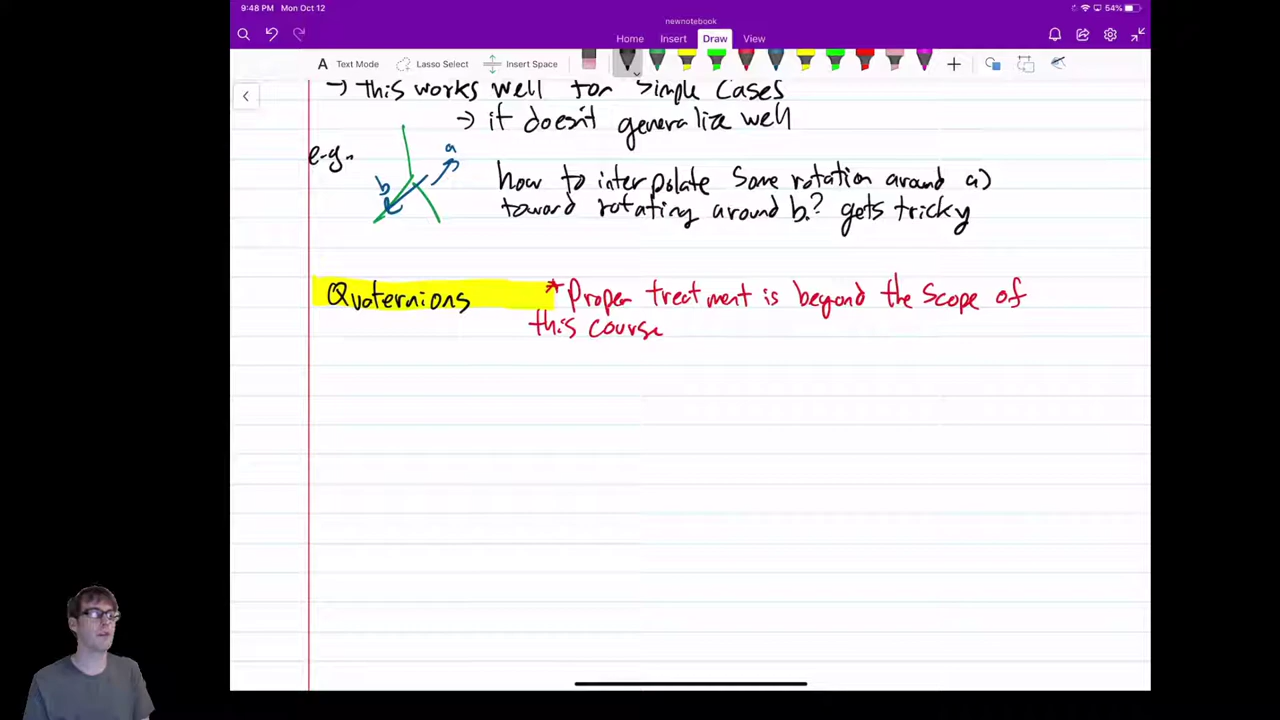 9:48 PM Mon Oct 12
54%
newnotebook
Home Insert Draw View
Text Mode Lasso Select Insert Space
→ this works well for simple cases
→ it doesn't generalize well
e.g.
a
b
how to interpolate some rotation around a)
toward rotating around b.? gets tricky
Quaternions *Proper treatment is beyond the scope of
this course